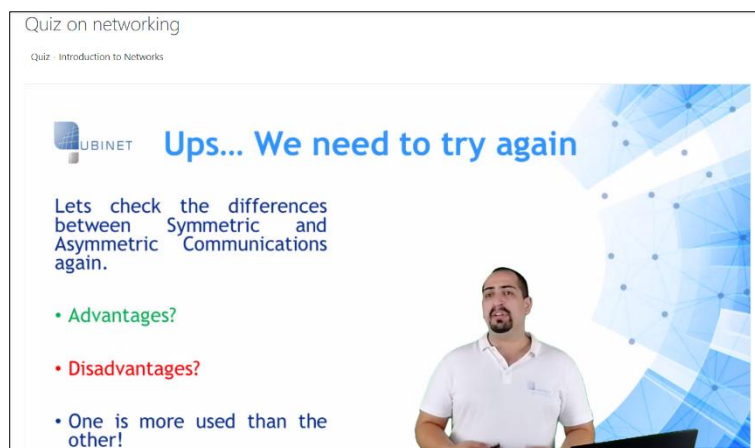 Quiz on networking
Quiz - Introduction to Networks
UBINET
Ups... We need to try again
Lets check the differences
between Symmetric and
Asymmetric Communications
again.
• Advantages?
• Disadvantages?
• One is more used than the
other!